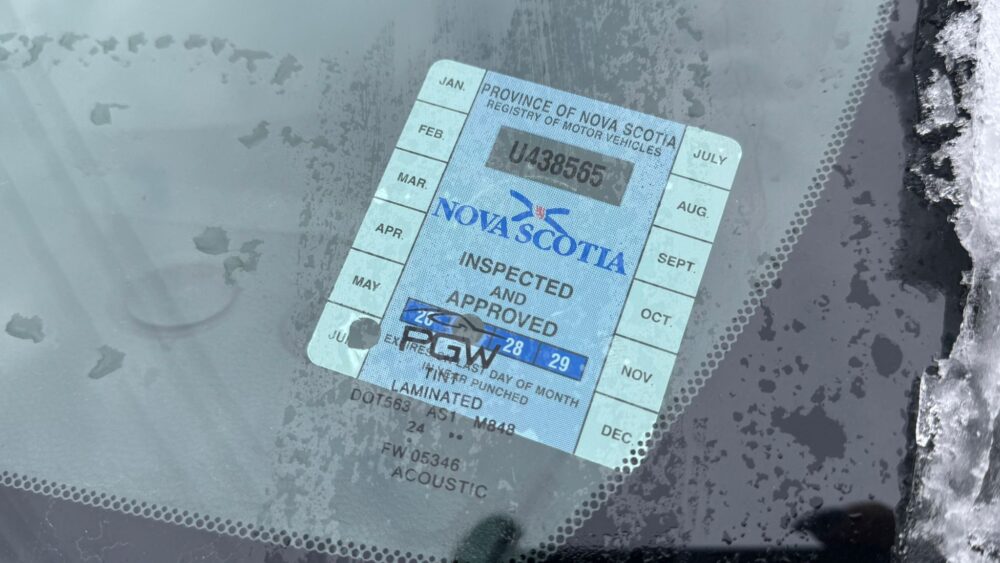 JAN.
FEB.
MAR.
APR.
MAY
PROVINCE OF NOVA SCOTIA
REGISTRY OF MOTOR VEHICLES
U438565
NOVA SCOTIA
INSPECTED
AND
APPROVED
28 29
EXPIRES LAST DAY OF MONTH
PUNCHED
JULY
AUG.
SEPT.
OCT.
NOV.
DEC.
PGW
TINT
LAMINATED
DOT563 AS1 M848
24 ••
FW 05346
ACOUSTIC